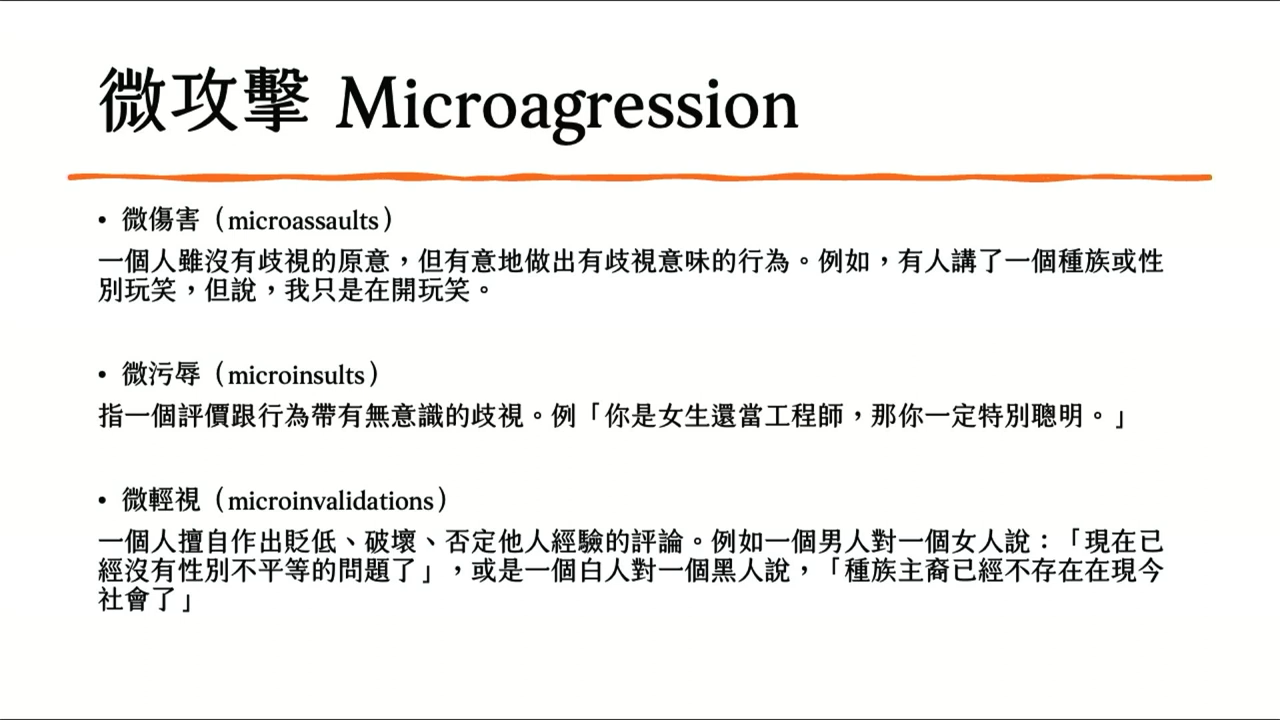 微攻擊 Microagression
• 微傷害（microassaults）
一個人雖沒有歧視的原意，但有意地做出有歧視意味的行為。例如，有人講了一個種族或性
別玩笑，但說，我只是在開玩笑。
• 微污辱（microinsults）
指一個評價跟行為帶有無意識的歧視。例「你是女生還當工程師，那你一定特別聰明。」
• 微輕視（microinvalidations）
一個人擅自作出貶低、破壞、否定他人經驗的評論。例如一個男人對一個女人說：「現在已
經沒有性別不平等的問題了」，或是一個白人對一個黑人說，「種族主裔已經不存在在現今
社會了」